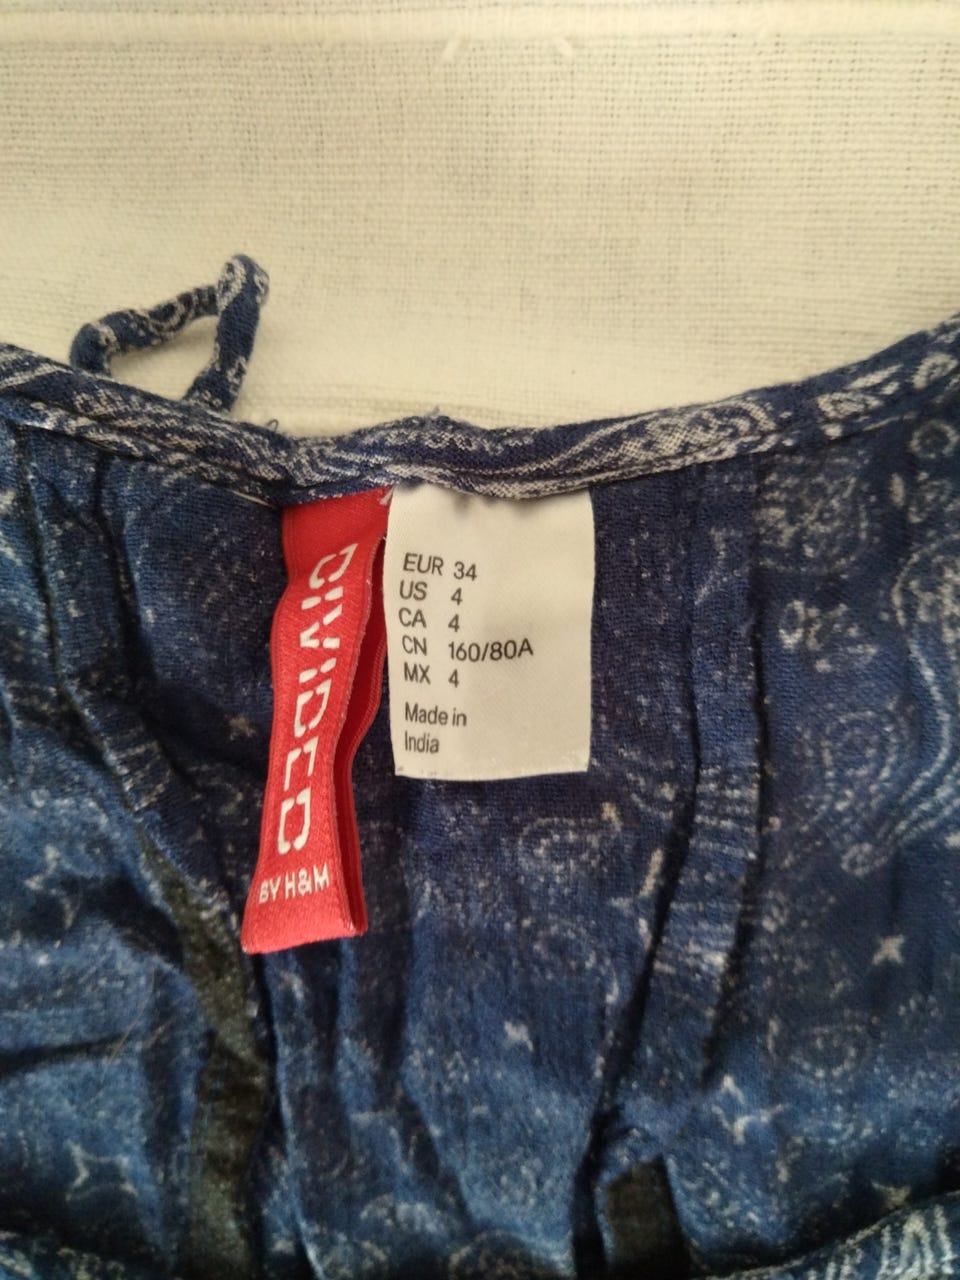 DIVIDED
BY H&M
EUR 34
US 4
CA 4
CN 160/80A
MX 4
Made in
India